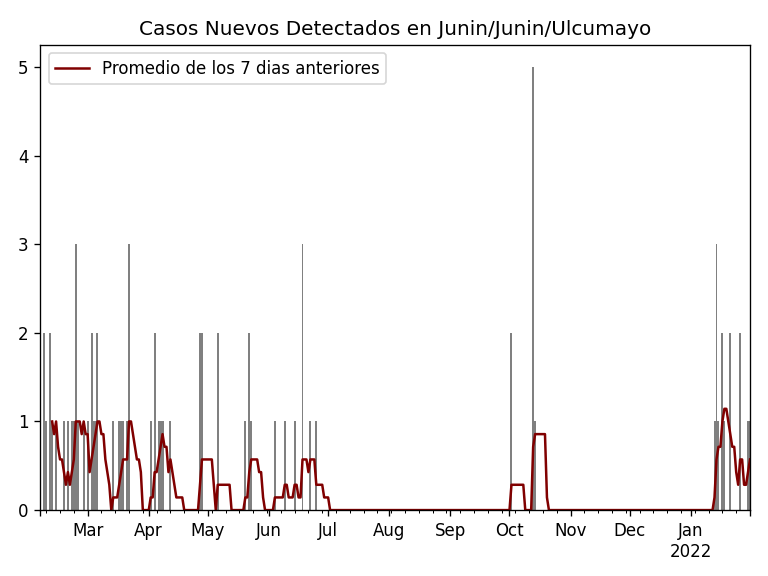 Casos Nuevos Detectados en Junin/Junin/Ulcumayo
Promedio de los 7 dias anteriores
5
4
3
2
1
0
Mar Apr May Jun Jul Aug Sep Oct Nov Dec Jan
2022